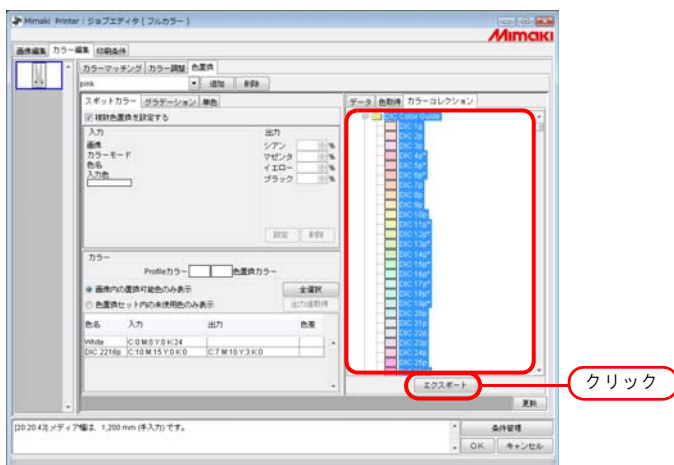 Mimaki Printer : ジョブエディタ ( フルカラー )
Mimaki
画像編集 カラー編集 印刷条件
カラーマッチング カラー調整 色置換
pink 追加 削除
スポットカラー グラデーション 単色
データ 色取得 カラーコレクション
複数色置換を設定する
入力 出力
画像 シアン %
カラーモード マゼンタ %
色名 イエロー %
入力色 ブラック %
設定 削除
カラー
Profileカラー 色置換カラー
画像内の置換可能色のみ表示 全選択
色置換セット内の未使用色のみ表示 出力値取得
色名 入力 出力 色差
White C:0 M:0 Y:0 K:24
DIC 2216p C:10 M:15 Y:0 K:0 C:7 M:10 Y:3 K:0
DIC Color Guide
DIC 1p
DIC 2p
DIC 3p
DIC 4p*
DIC 5p*
DIC 6p*
DIC 7p
DIC 8p
DIC 9p
DIC 10p
DIC 11p*
DIC 12p*
DIC 13p*
DIC 14p*
DIC 15p*
DIC 16p*
DIC 17p*
DIC 18p*
DIC 19p*
DIC 20p
DIC 21p
DIC 22p
DIC 23p
DIC 24p
DIC 25p
エクスポート
クリック
更新
[20:20:43] メディア幅は、1,200 mm (手入力) です。
条件管理
OK キャンセル